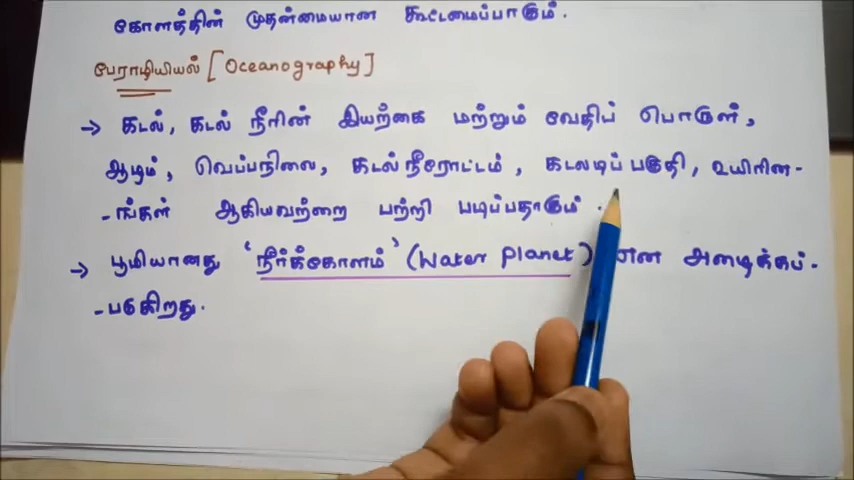 கோளத்தின் முதன்மையான கூட்டமைப்பாகும்.
பேராழியியல் [Oceanography]
→ கடல், கடல் நீரின் இயற்கை மற்றும் வேதிப் பொருள்,
ஆழம், வெப்பநிலை, கடல் நீரோட்டம், கடலடிப் பகுதி, உயிரின-
-ங்கள் ஆகியவற்றை பற்றி படிப்பதாகும்.
→ பூமியானது 'நீர்க்கோளம்' (Water Planet) என அழைக்கப்-
-படுகிறது.